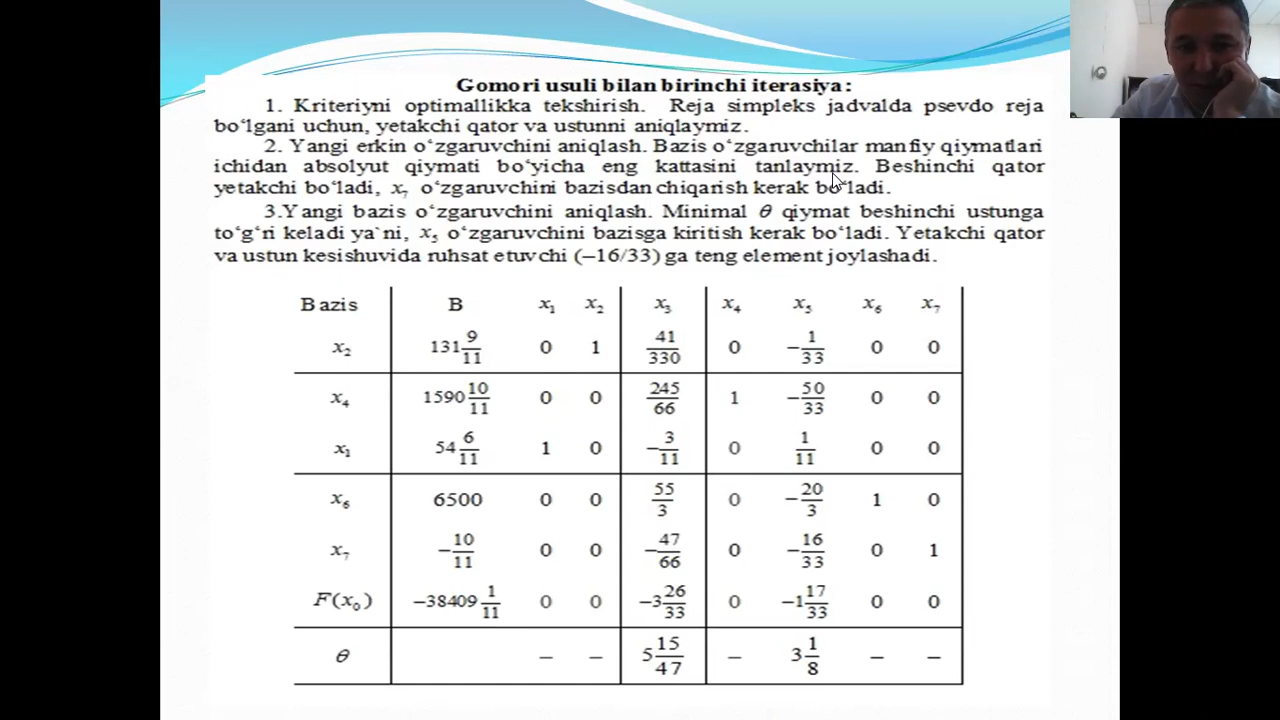 Gomori usuli bilan birinchi iterasiya:
1. Kriteriyni optimallikka tekshirish. Reja simpleks jadvalda psevdo reja
bo‘lgani uchun, yetakchi qator va ustunni aniqlaymiz.
2. Yangi erkin o‘zgaruvchini aniqlash. Bazis o‘zgaruvchilar manfiy qiymatlari
ichidan absolyut qiymati bo‘yicha eng kattasini tanlaymiz. Beshinchi qator
yetakchi bo‘ladi, x₇ o‘zgaruvchini bazisdan chiqarish kerak bo‘ladi.
3.Yangi bazis o‘zgaruvchini aniqlash. Minimal θ qiymat beshinchi ustunga
to‘g‘ri keladi ya`ni, x₅ o‘zgaruvchini bazisga kiritish kerak bo‘ladi. Yetakchi qator
va ustun kesishuvida ruhsat etuvchi (–16/33) ga teng element joylashadi.
Bazis B x₁ x₂ x₃ x₄ x₅ x₆ x₇
x₂ 131 9/11 0 1 41/330 0 –1/33 0 0
x₄ 1590 10/11 0 0 245/66 1 –50/33 0 0
x₁ 54 6/11 1 0 –3/11 0 1/11 0 0
x₆ 6500 0 0 55/3 0 –20/3 1 0
x₇ –10/11 0 0 –47/66 0 –16/33 0 1
F(x₀) –38409 1/11 0 0 –3 26/33 0 –1 17/33 0 0
θ – – 5 15/47 – 3 1/8 – –